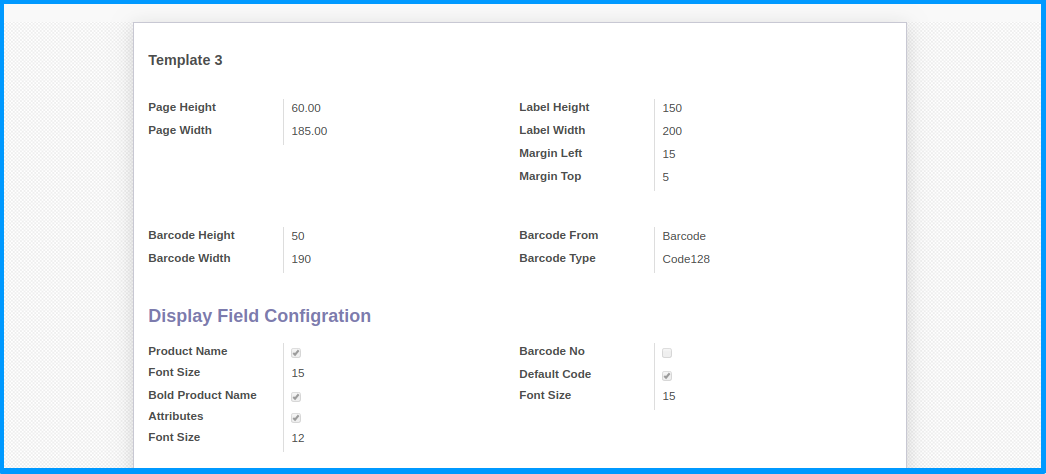 Template 3
Page Height 60.00 Label Height 150
Page Width 185.00 Label Width 200
Margin Left 15
Margin Top 5
Barcode Height 50 Barcode From Barcode
Barcode Width 190 Barcode Type Code128
Display Field Configration
Product Name Barcode No
Font Size 15 Default Code
Bold Product Name Font Size 15
Attributes
Font Size 12